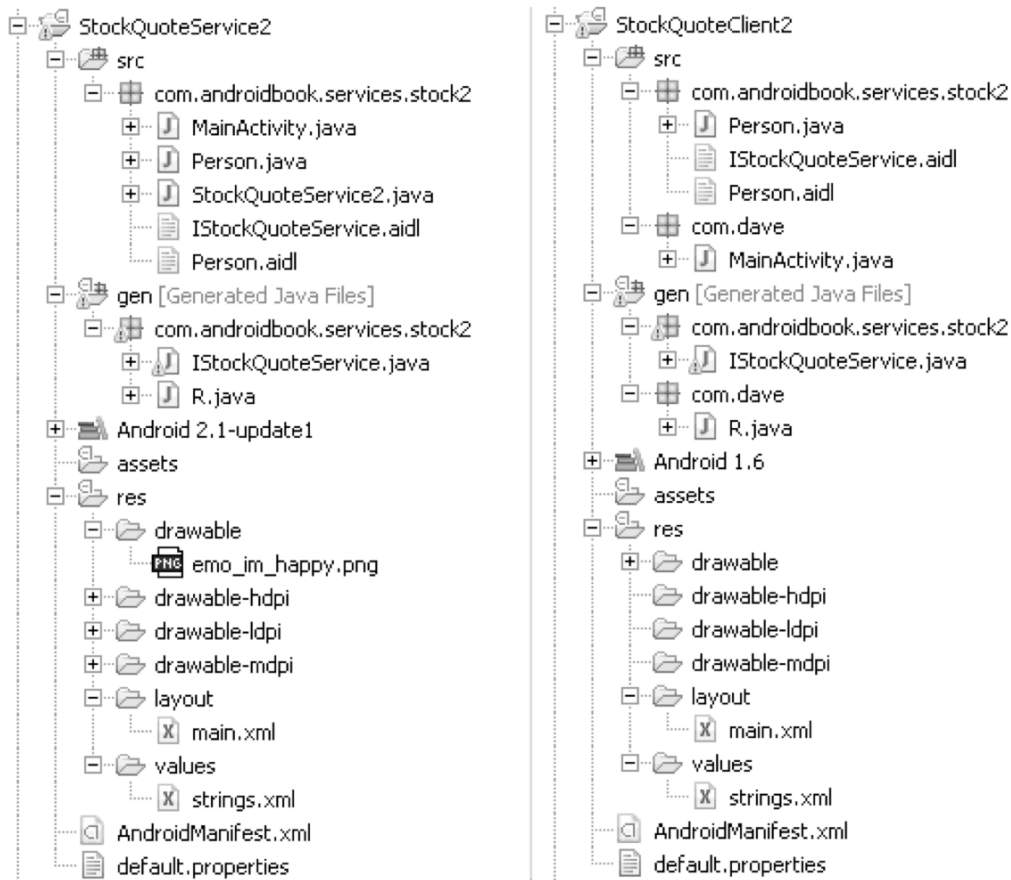 StockQuoteService2
src
com.androidbook.services.stock2
MainActivity.java
Person.java
StockQuoteService2.java
IStockQuoteService.aidl
Person.aidl
gen [Generated Java Files]
com.androidbook.services.stock2
IStockQuoteService.java
R.java
Android 2.1-update1
assets
res
drawable
PNG emo_im_happy.png
drawable-hdpi
drawable-ldpi
drawable-mdpi
layout
X main.xml
values
X strings.xml
AndroidManifest.xml
default.properties
StockQuoteClient2
src
com.androidbook.services.stock2
Person.java
IStockQuoteService.aidl
Person.aidl
com.dave
MainActivity.java
gen [Generated Java Files]
com.androidbook.services.stock2
IStockQuoteService.java
com.dave
R.java
Android 1.6
assets
res
drawable
drawable-hdpi
drawable-ldpi
drawable-mdpi
layout
X main.xml
values
X strings.xml
AndroidManifest.xml
default.properties